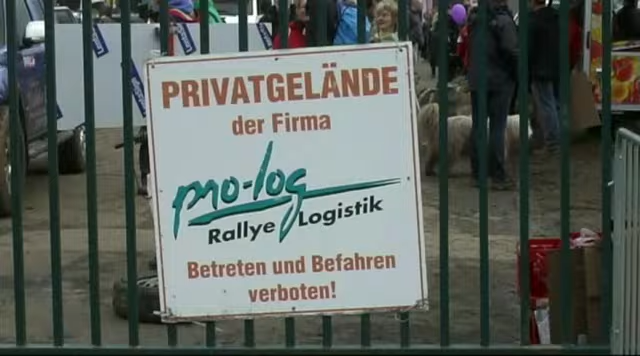 PRIVATGELÄNDE
der Firma
pro-log
Rallye Logistik
Betreten und Befahren
verboten!